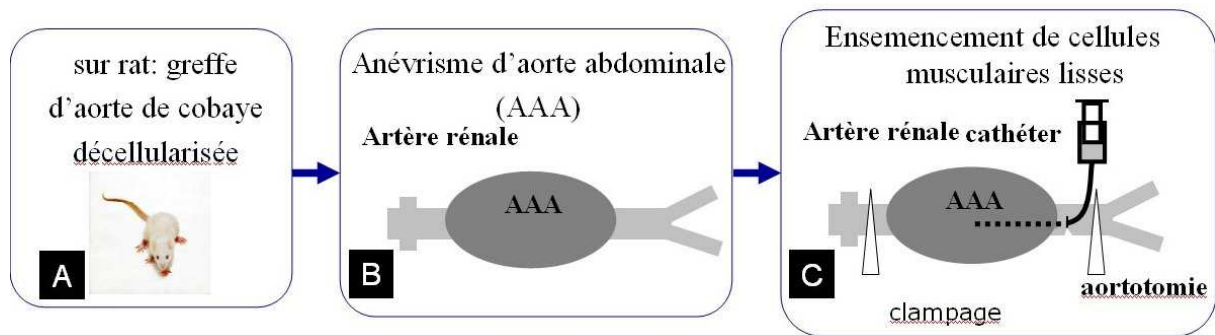 sur rat: greffe
d'aorte de cobaye
décellularisée
A
Anévrisme d'aorte abdominale
(AAA)
Artère rénale
AAA
B
Ensemencement de cellules
musculaires lisses
Artère rénale cathéter
AAA
C
aortotomie
clampage